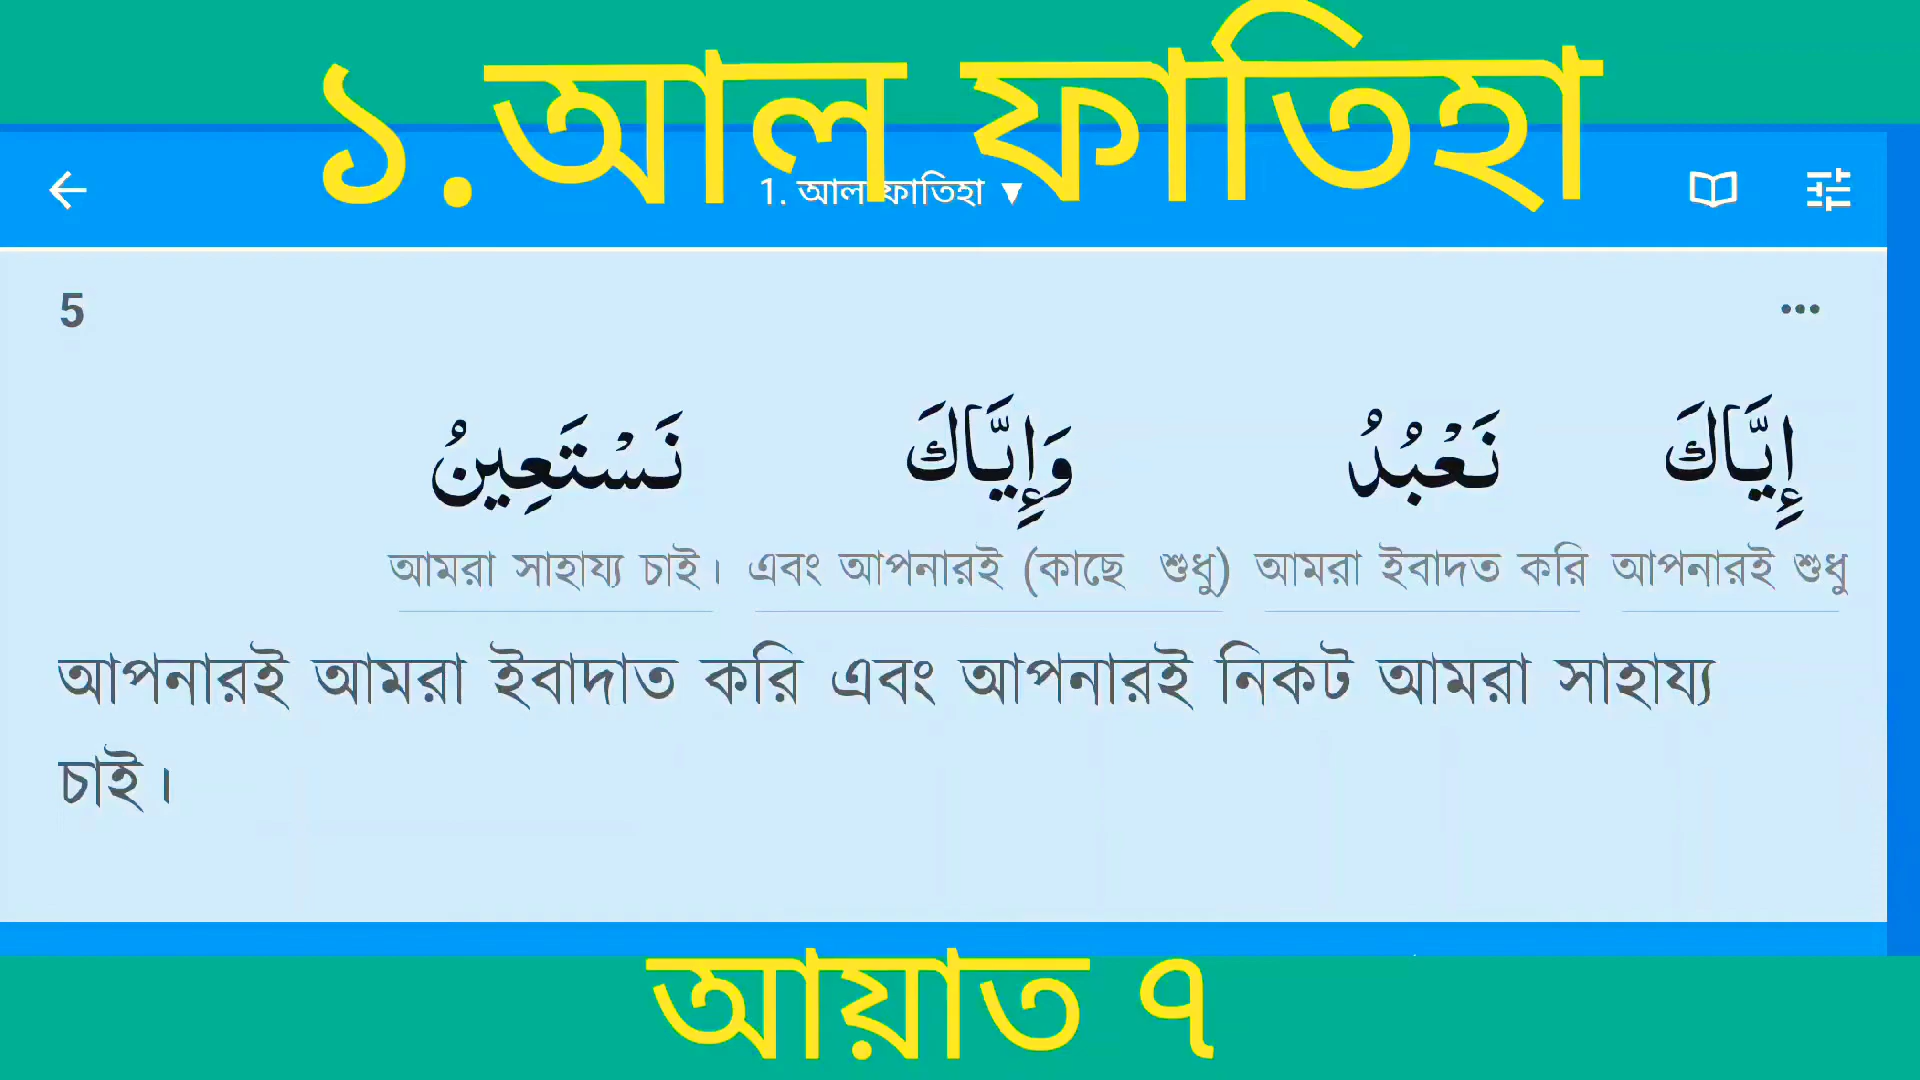 ১.আল ফাতিহা
1. আল ফাতিহা ▼
5
إِيَّاكَ نَعْبُدُ وَإِيَّاكَ نَسْتَعِينُ
আমরা সাহায্য চাই। এবং আপনারই (কাছে শুধু) আমরা ইবাদত করি আপনারই শুধু
আপনারই আমরা ইবাদাত করি এবং আপনারই নিকট আমরা সাহায্য
চাই।
আয়াত ৭